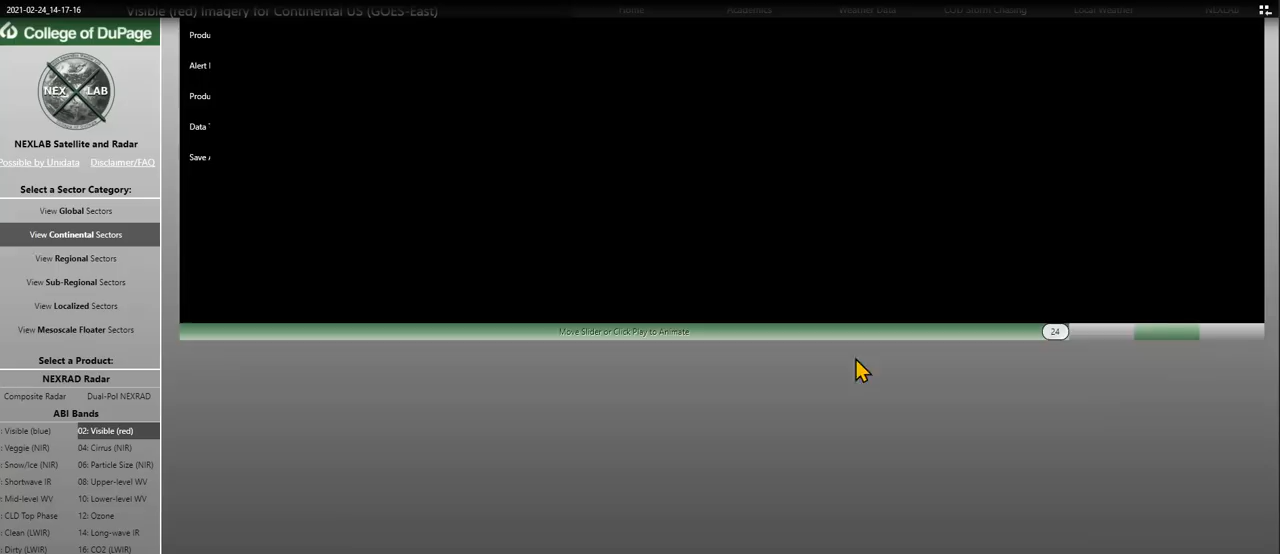 2021-02-24_14-17-16
Visible (red) Imagery for Continental US (GOES-East)
Home Academics Weather Data COD Storm Chasing Local Weather NEXLAB
College of DuPage
NEX LAB
NEXLAB Satellite and Radar
Possible by Unidata Disclaimer/FAQ
Select a Sector Category:
View Global Sectors
View Continental Sectors
View Regional Sectors
View Sub-Regional Sectors
View Localized Sectors
View Mesoscale Floater Sectors
Select a Product:
NEXRAD Radar
Composite Radar Dual-Pol NEXRAD
ABI Bands
: Visible (blue) 02: Visible (red)
: Veggie (NIR) 04: Cirrus (NIR)
: Snow/Ice (NIR) 06: Particle Size (NIR)
: Shortwave IR 08: Upper-level WV
: Mid-level WV 10: Lower-level WV
: CLD Top Phase 12: Ozone
: Clean (LWIR) 14: Long-wave IR
: Dirty (LWIR) 16: CO2 (LWIR)
Produ
Alert
Produ
Data
Save
Move Slider or Click Play to Animate
24